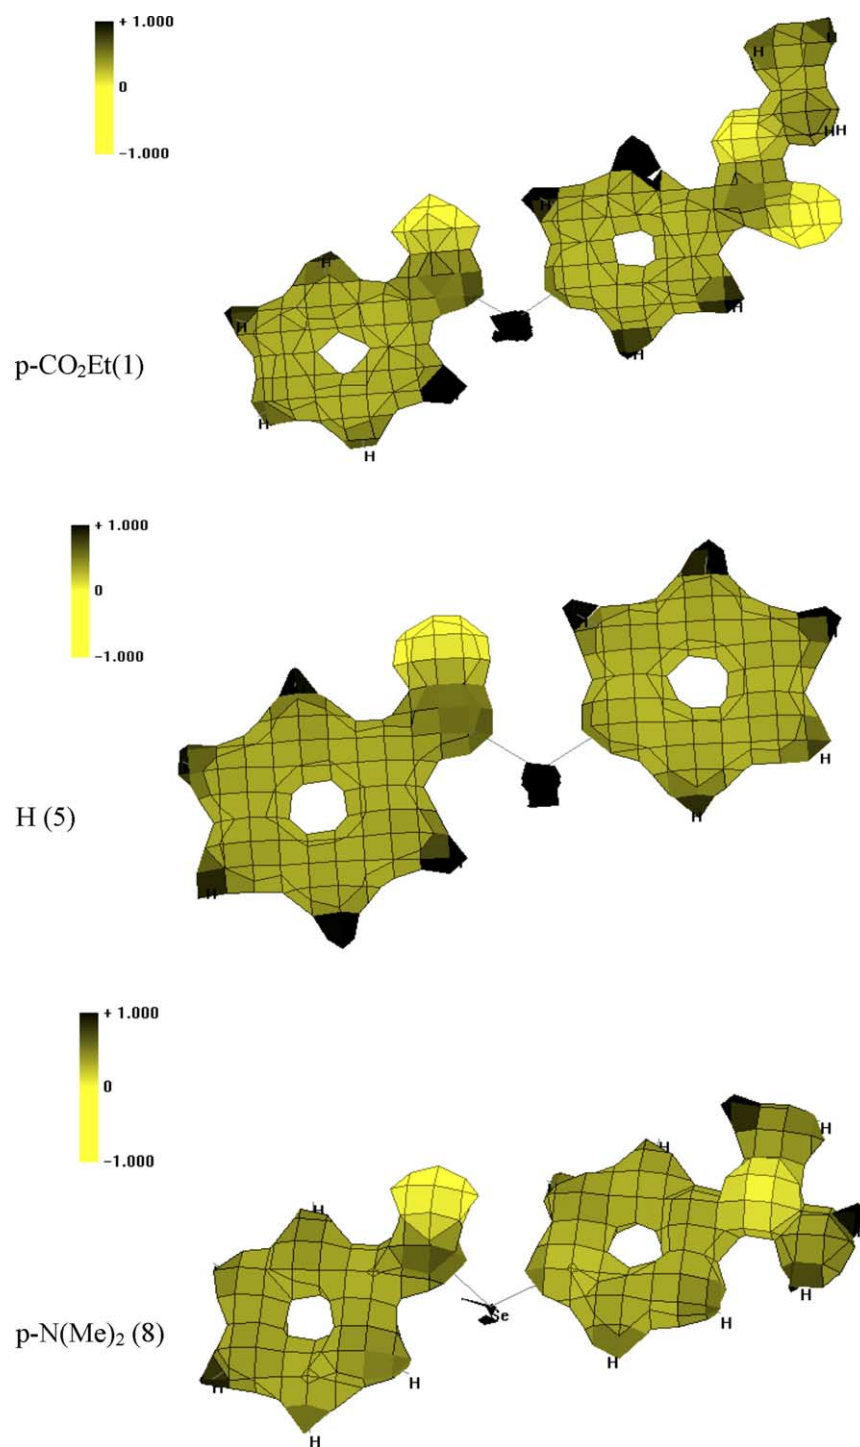 + 1.000
0
-1.000
H
H
HH
H
H
H
H
H
H
H
p-CO₂Et(1)
+ 1.000
0
-1.000
H
H
H
H (5)
+ 1.000
0
-1.000
H
H
H
Se
H
H
H
H
H
H
p-N(Me)₂ (8)